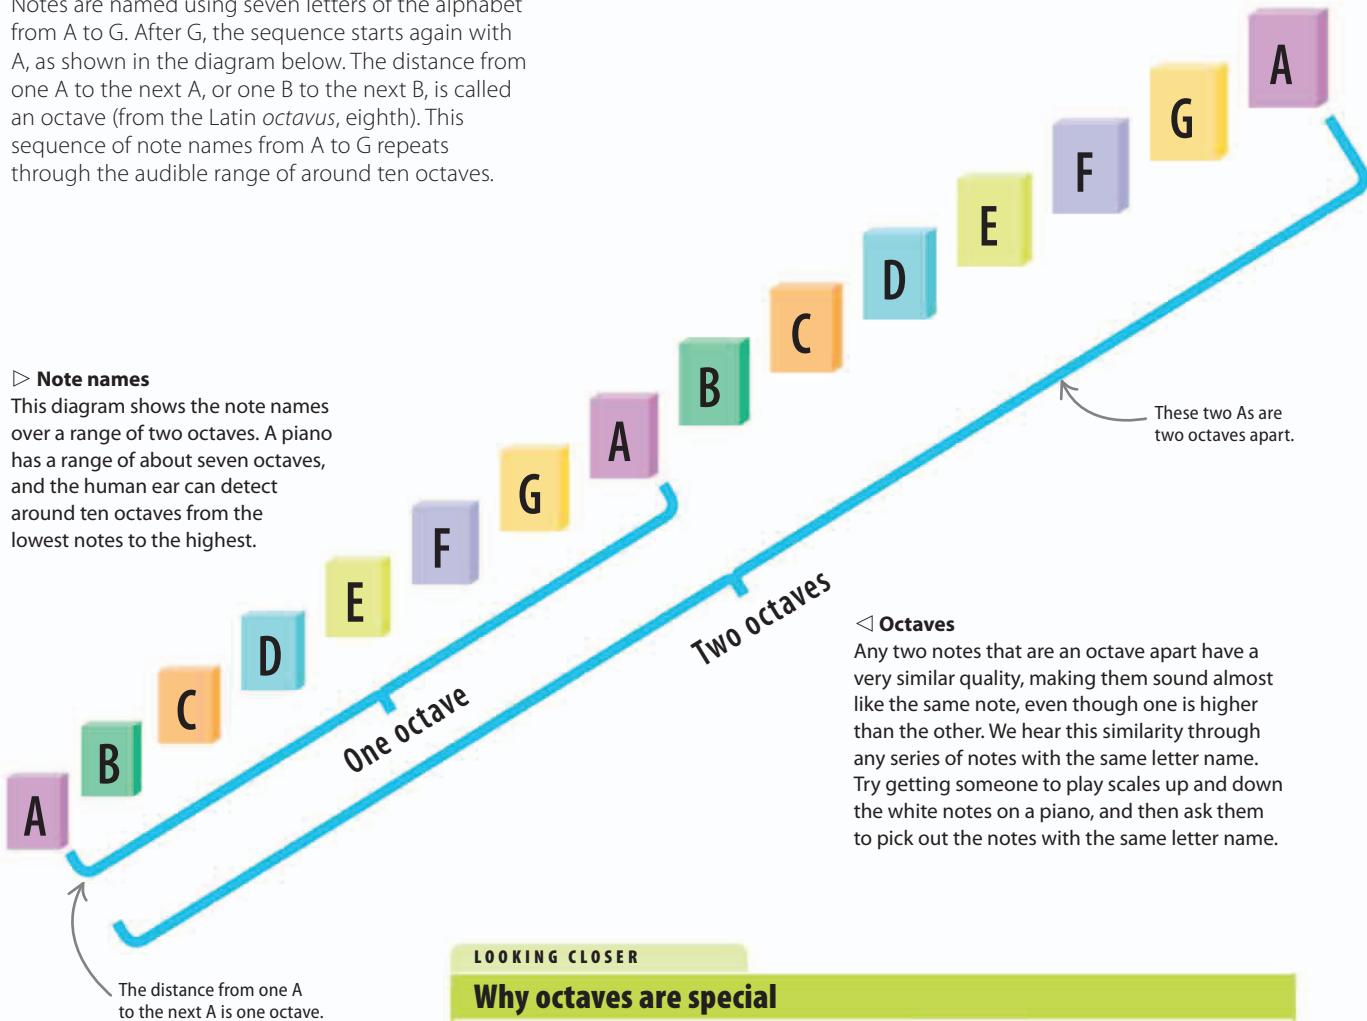 Notes are named using seven letters of the alphabet
from A to G. After G, the sequence starts again with
A, as shown in the diagram below. The distance from
one A to the next A, or one B to the next B, is called
an octave (from the Latin octavus, eighth). This
sequence of note names from A to G repeats
through the audible range of around ten octaves.
▷ Note names
This diagram shows the note names
over a range of two octaves. A piano
has a range of about seven octaves,
and the human ear can detect
around ten octaves from the
lowest notes to the highest.
A
B
C
D
E
F
G
A
B
C
D
E
F
G
A
One octave
Two octaves
These two As are
two octaves apart.
The distance from one A
to the next A is one octave.
◁ Octaves
Any two notes that are an octave apart have a
very similar quality, making them sound almost
like the same note, even though one is higher
than the other. We hear this similarity through
any series of notes with the same letter name.
Try getting someone to play scales up and down
the white notes on a piano, and then ask them
to pick out the notes with the same letter name.
LOOKING CLOSER
Why octaves are special